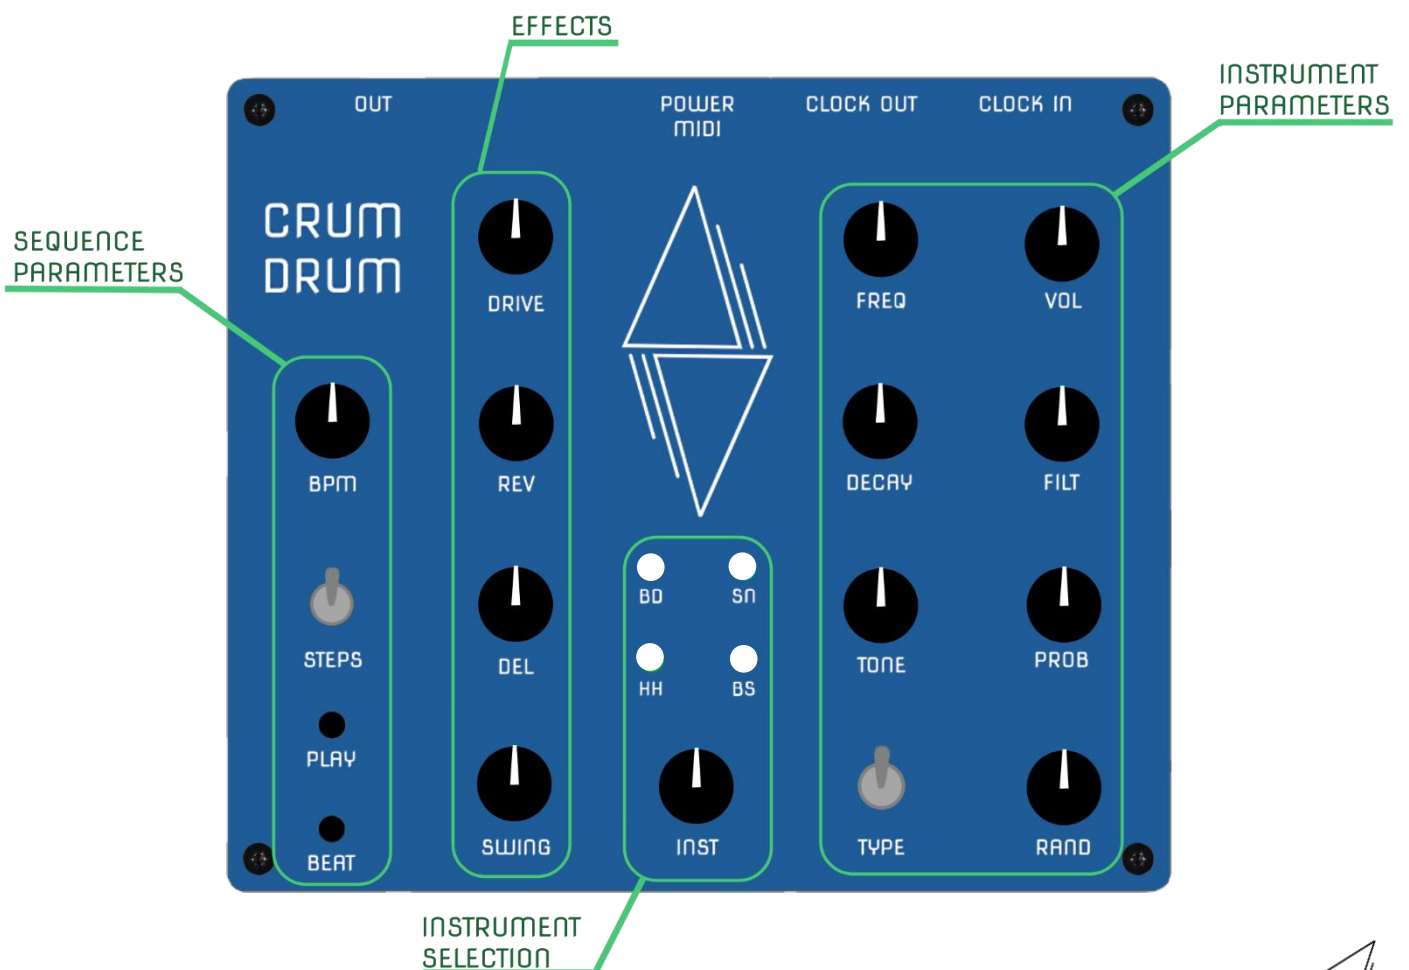 EFFECTS
INSTRUMENT
PARAMETERS
OUT
POWER
MIDI
CLOCK OUT
CLOCK IN
CRUM
DRUM
SEQUENCE
PARAMETERS
DRIVE
FREQ
VOL
BPM
REV
DECAY
FILT
BD
SN
STEPS
DEL
HH
BS
TONE
PROB
PLAY
BEAT
SWING
INST
TYPE
RAND
INSTRUMENT
SELECTION